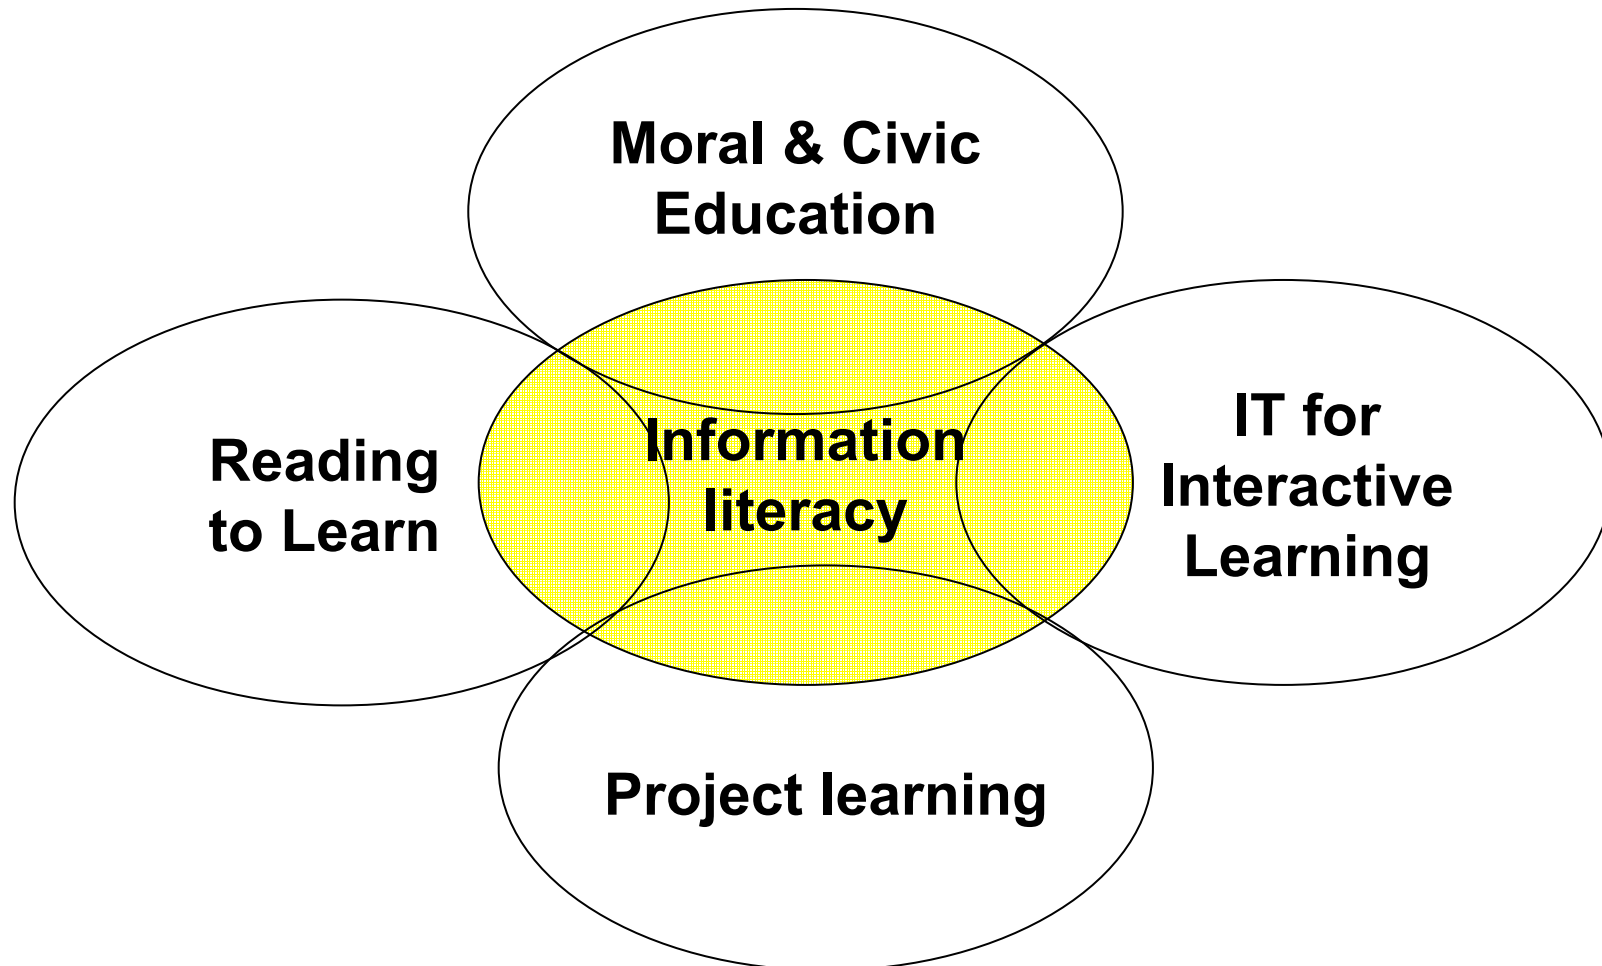 Moral & Civic
Education
Reading
to Learn
Information
literacy
IT for
Interactive
Learning
Project learning